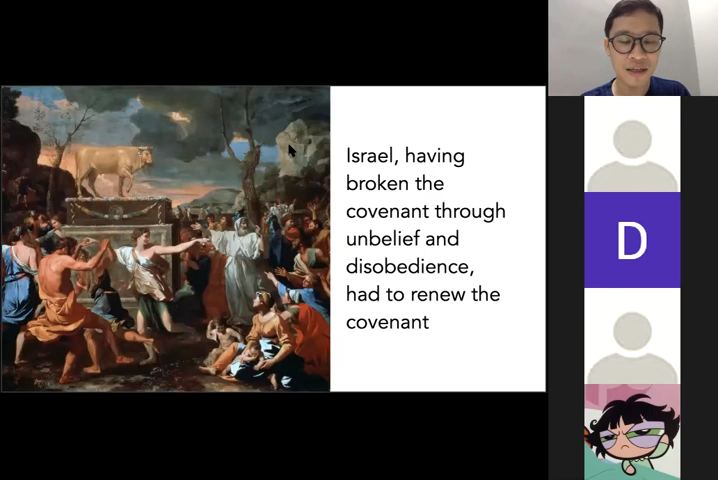 Israel, having
broken the
covenant through
unbelief and
disobedience,
had to renew the
covenant
D